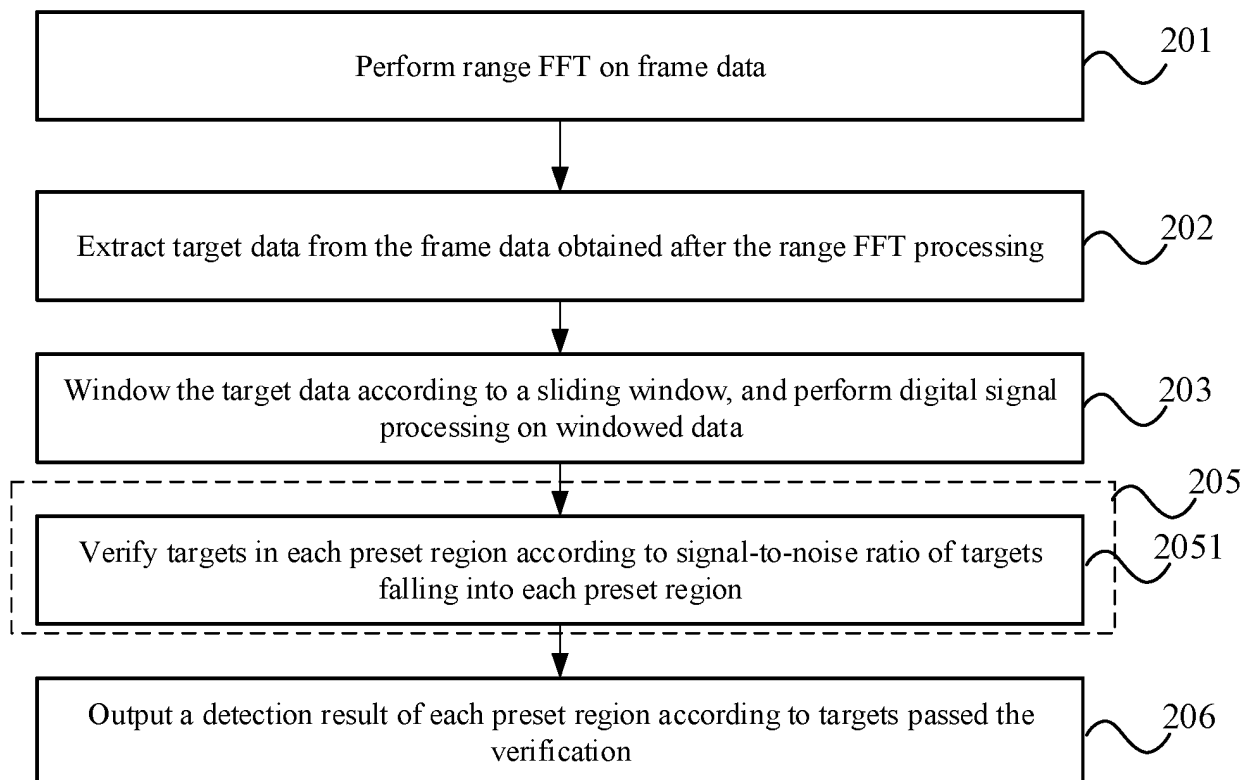 Perform range FFT on frame data
201
Extract target data from the frame data obtained after the range FFT processing
202
Window the target data according to a sliding window, and perform digital signal
processing on windowed data
203
205
Verify targets in each preset region according to signal-to-noise ratio of targets
falling into each preset region
2051
Output a detection result of each preset region according to targets passed the
verification
206